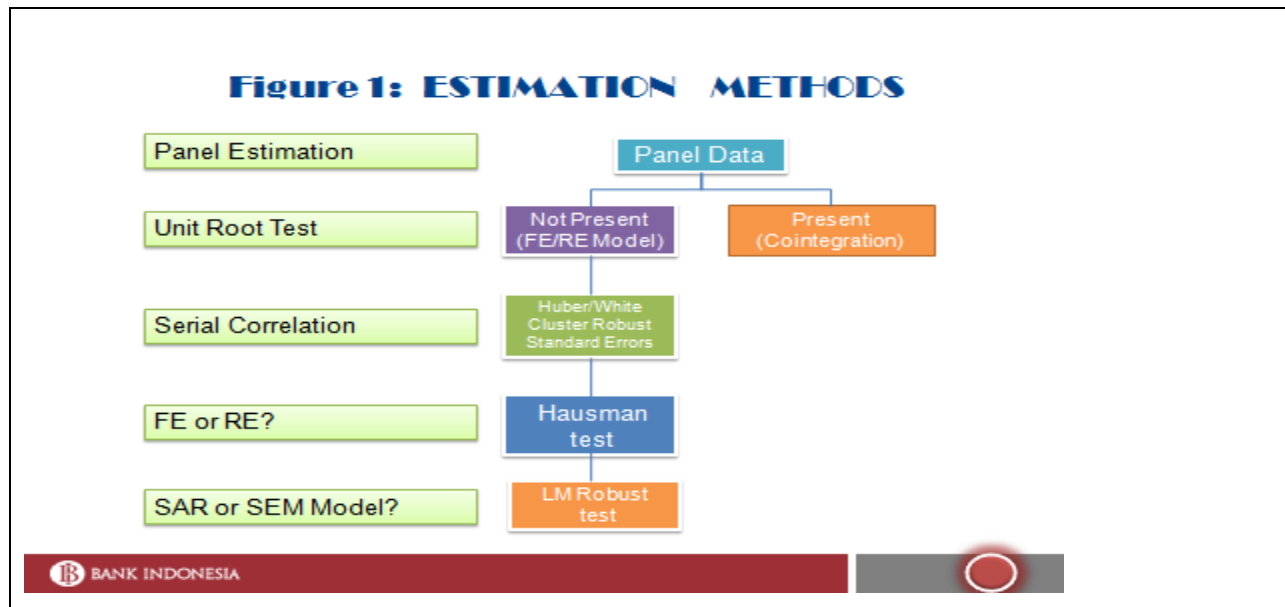 Figure 1: ESTIMATION METHODS
Panel Estimation
Panel Data
Unit Root Test
Not Present
(FE/RE Model)
Present
(Cointegration)
Serial Correlation
Huber/White
Cluster Robust
Standard Errors
FE or RE?
Hausman
test
SAR or SEM Model?
LM Robust
test
BANK INDONESIA